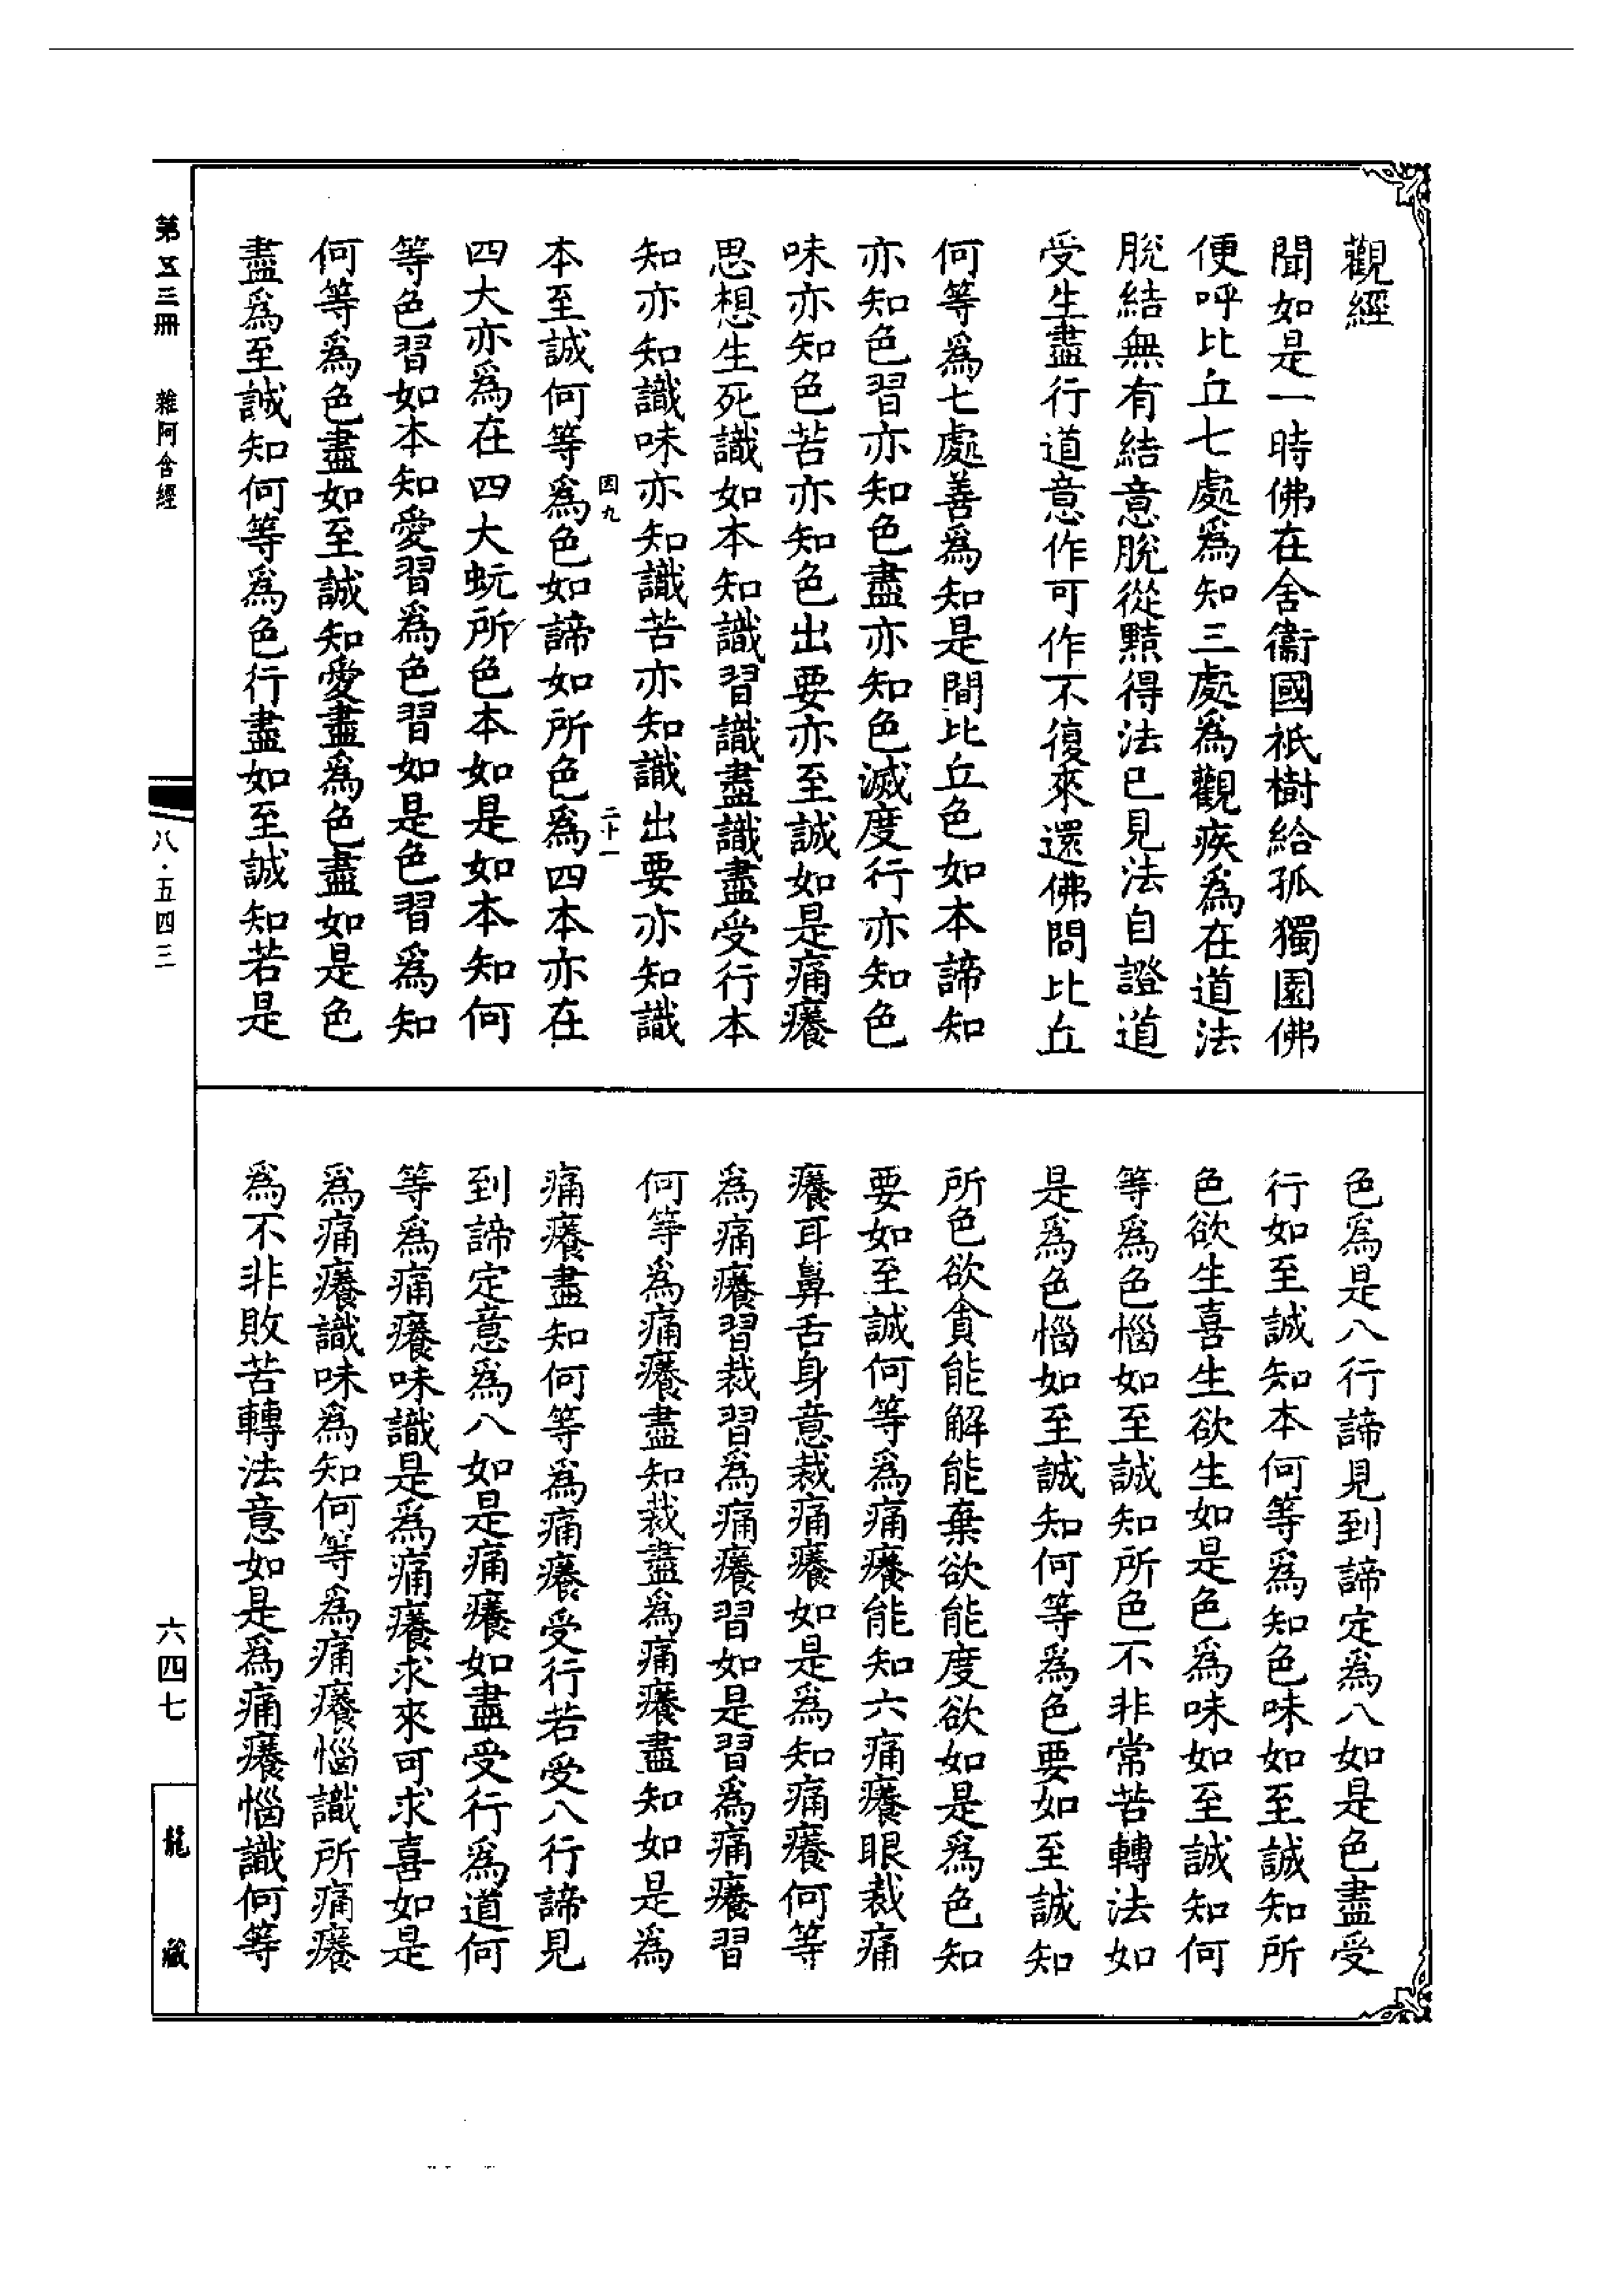 觀經
聞如是一時佛在舍衞國祇樹給孤獨園佛
便呼比丘七處爲知三處爲觀疾爲在道法
脫結無有結意脫從黠得法已見法自證道
受生盡行道意作可作不復來還佛問比丘
何等爲七處善爲知是間比丘色如本諦知
亦知色習亦知色盡亦知色滅度行亦知色
味亦知色苦亦知色出要亦至誠如是痛癢
思想生死識如本知識習識盡識盡受行本
知亦知識味亦知識苦亦知識出要亦知識
因九
二十一
本至誠何等爲色如諦如所色爲四本亦在
四大亦爲在四大蚖所色本如是如本知何
等色習如本知愛習爲色習如是色習爲知
何等爲色盡如至誠知愛盡爲色盡如是色
盡爲至誠知何等爲色行盡如至誠知若是
色爲是八行諦見到諦定爲八如是色盡受
行如至誠知本何等爲知色味如至誠知所
色欲生喜生欲生如是色爲味如至誠知何
等爲色惱如至誠知所色不非常苦轉法如
是爲色惱如至誠知何等爲色要如至誠知
所色欲貪能解能棄欲能度欲如是爲色知
要如至誠何等爲痛癢能知六痛癢眼裁痛
癢耳鼻舌身意裁痛癢如是爲知痛癢何等
爲痛癢習裁習爲痛癢習如是習爲痛癢習
何等爲痛癢盡知裁盡爲痛癢盡知如是爲
痛癢盡知何等爲痛癢受行若受八行諦見
到諦定意爲八如是痛癢如盡受行爲道何
等爲痛癢味識是爲痛癢求來可求喜如是
爲痛癢識味爲知何等爲痛癢惱識所痛癢
爲不非敗苦轉法意如是爲痛癢惱識何等
第五三冊
雜阿含經
八·五四三
六四七
龍藏